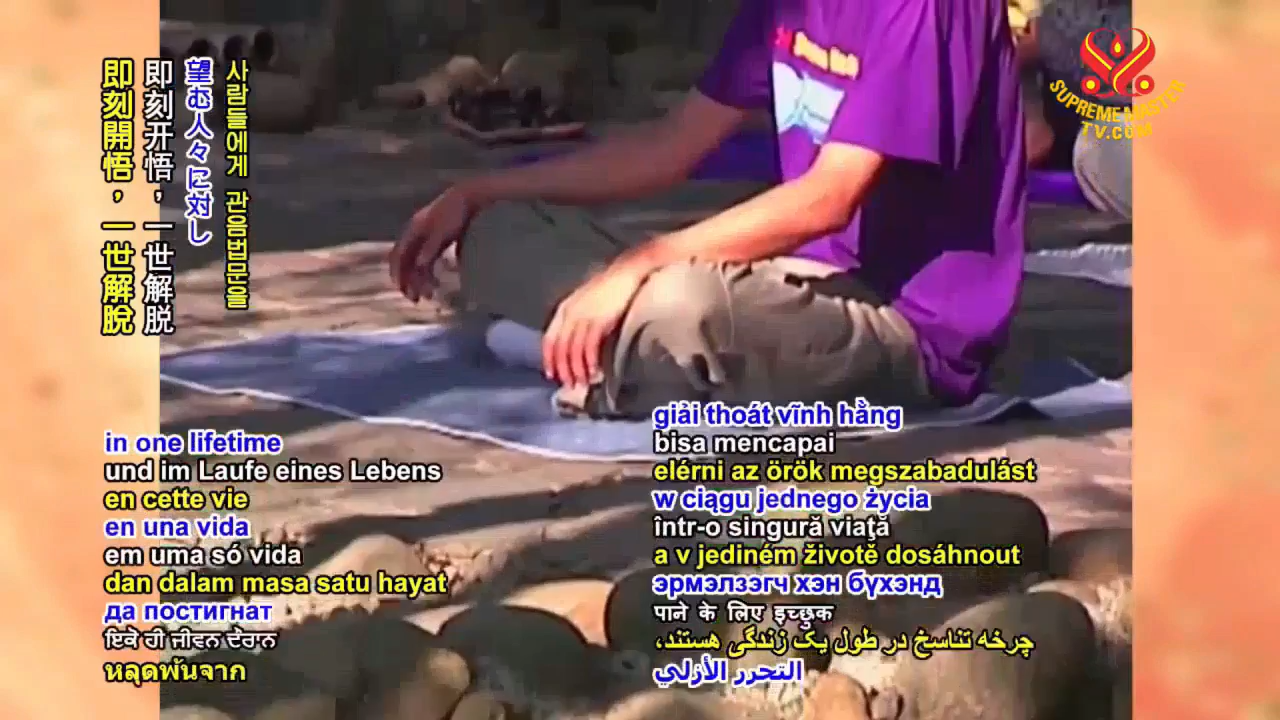 SUPREME MASTER
TV.COM
사람들에게 관음법문을
望む人々に対し
即刻开悟，一世解脱
即刻開悟，一世解脫
in one lifetime
und im Laufe eines Lebens
en cette vie
en una vida
em uma só vida
dan dalam masa satu hayat
да постигнат
ਇਕੋ ਹੀ ਜੀਵਨ ਦੌਰਾਨ
หลุดพ้นจาก
giải thoát vĩnh hằng
bisa mencapai
elérni az örök megszabadulást
w ciągu jednego życia
într-o singură viaţă
a v jediném životě dosáhnout
эрмэлзэгч хэн бүхэнд
पाने के लिए इच्छुक
چرخه تناسخ در طول یک زندگی هستند،
التحرر الأزلي